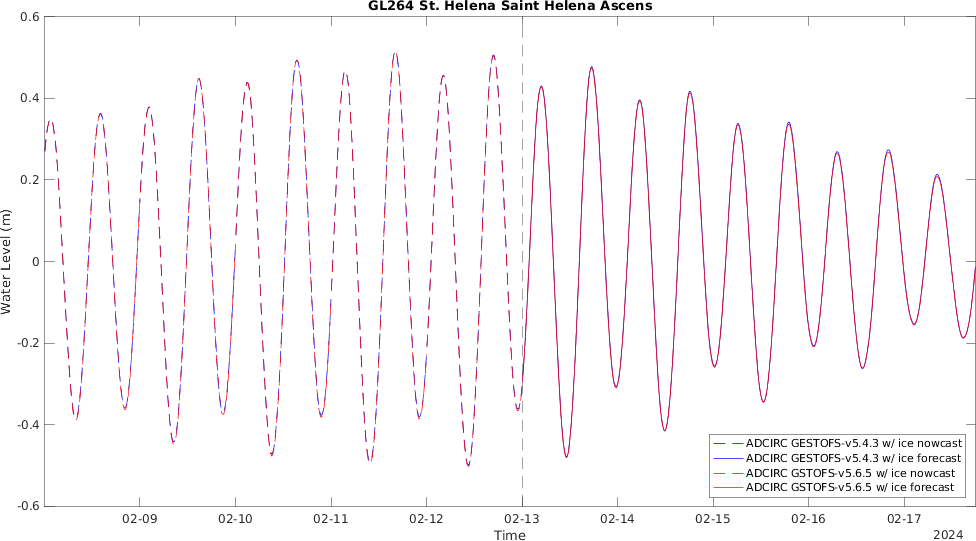 GL264 St. Helena Saint Helena Ascens
0.6
0.4
0.2
0
-0.2
-0.4
-0.6
Water Level (m)
02-09
02-10
02-11
02-12
02-13
02-14
02-15
02-16
02-17
Time
2024
ADCIRC GESTOFS-v5.4.3 w/ ice nowcast
ADCIRC GESTOFS-v5.4.3 w/ ice forecast
ADCIRC GSTOFS-v5.6.5 w/ ice nowcast
ADCIRC GSTOFS-v5.6.5 w/ ice forecast